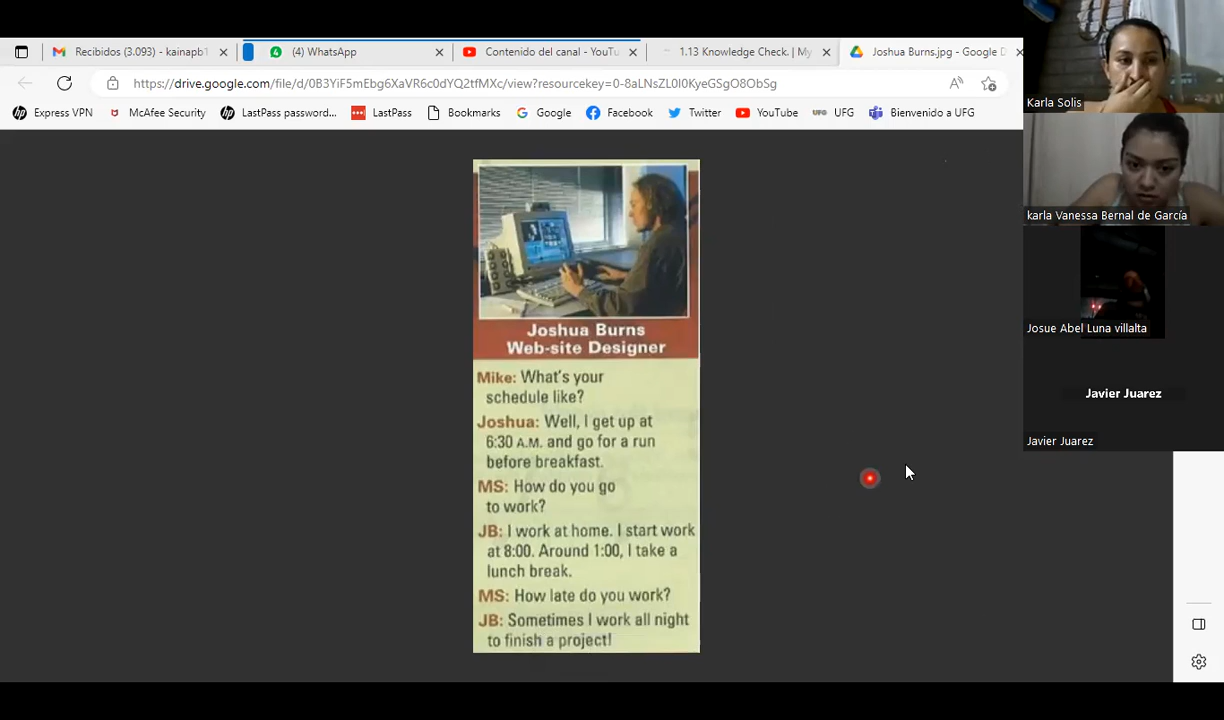 Recibidos (3.093) - kainapb1
(4) WhatsApp
Contenido del canal - YouTu
1.13 Knowledge Check. | My
Joshua Burns.jpg - Google D
https://drive.google.com/file/d/0B3YiF5mEbg6XaVR6c0dYQ2tfMXc/view?resourcekey=0-8aLNsZL0I0KyeGSgO8ObSg
Express VPN
McAfee Security
LastPass password...
LastPass
Bookmarks
Google
Facebook
Twitter
YouTube
UFG
Bienvenido a UFG
Joshua Burns
Web-site Designer
Mike: What's your
schedule like?
Joshua: Well, I get up at
6:30 A.M. and go for a run
before breakfast.
MS: How do you go
to work?
JB: I work at home. I start work
at 8:00. Around 1:00, I take a
lunch break.
MS: How late do you work?
JB: Sometimes I work all night
to finish a project!
Karla Solis
karla Vanessa Bernal de García
Josue Abel Luna villalta
Javier Juarez
Javier Juarez